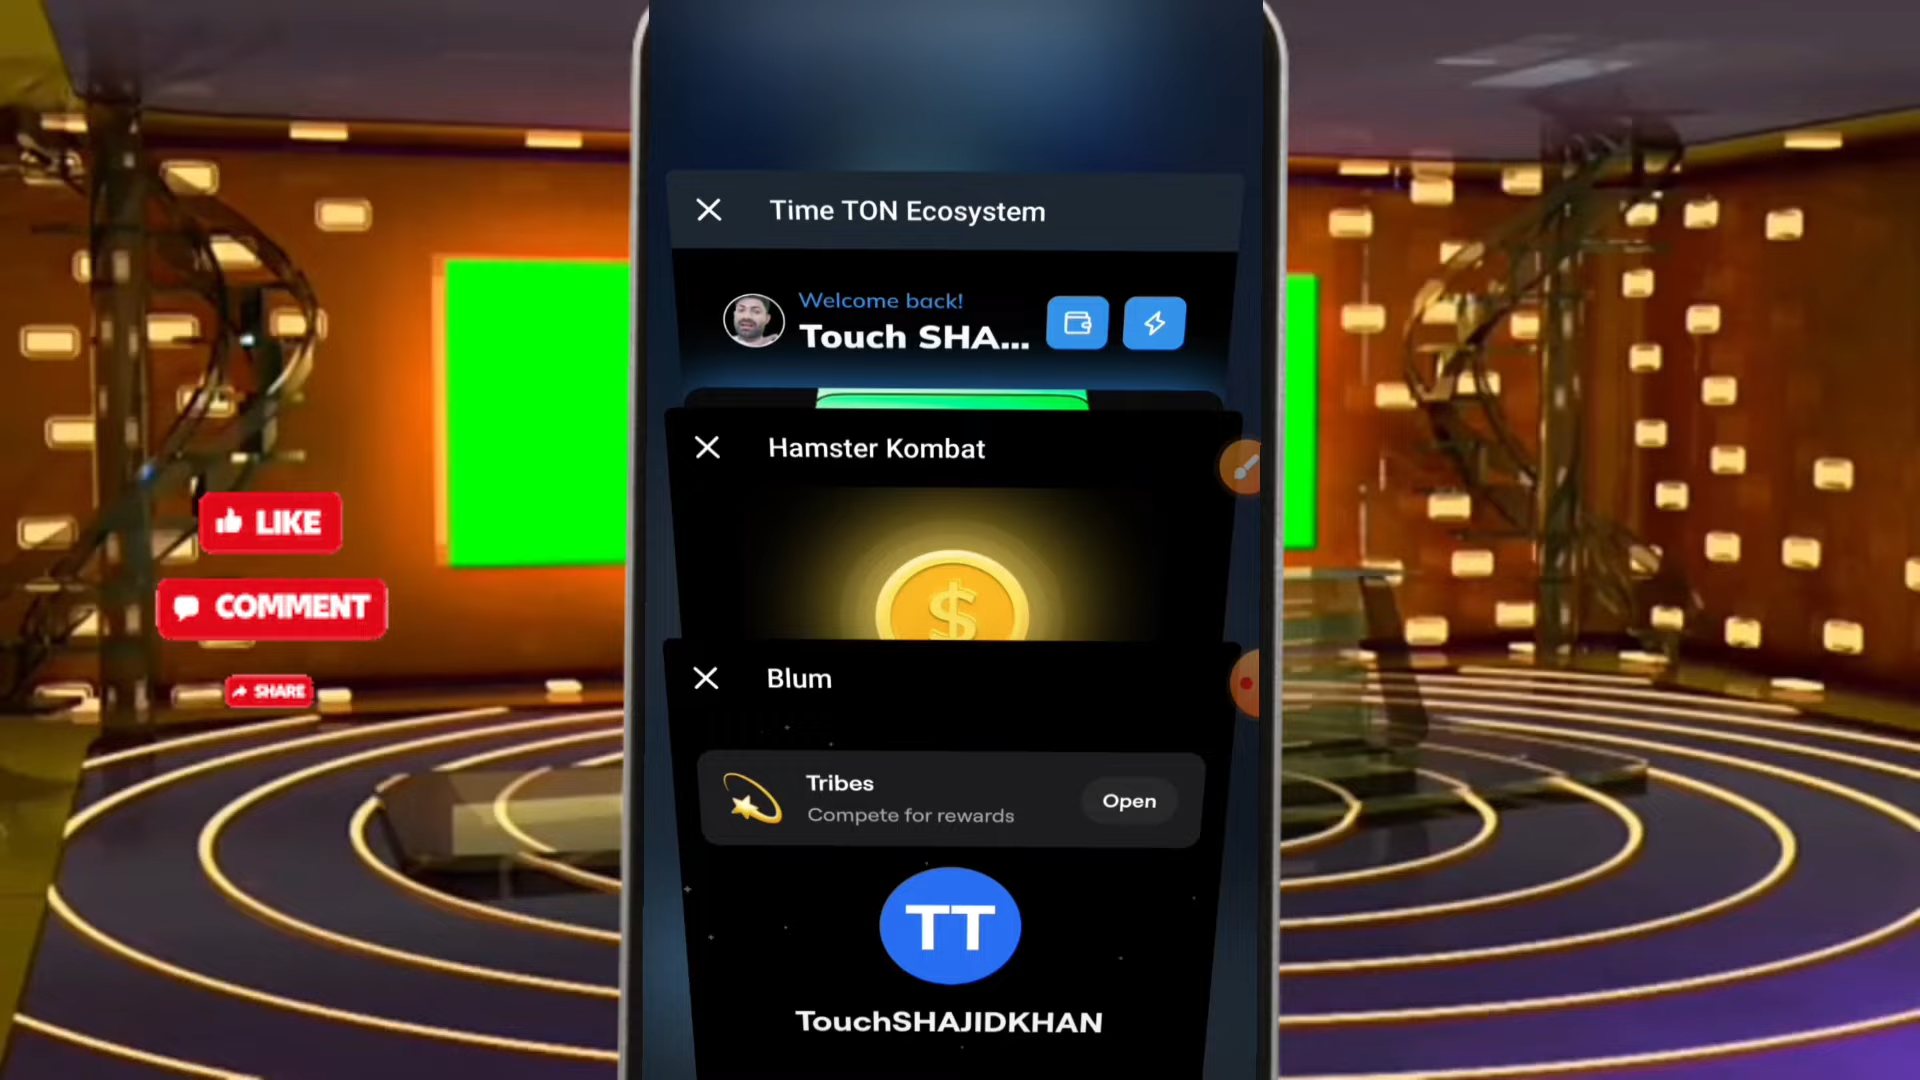 Time TON Ecosystem
Welcome back!
Touch SHA...
Hamster Kombat
$
LIKE
COMMENT
SHARE
Blum
Tribes
Compete for rewards
Open
TT
TouchSHAJIDKHAN